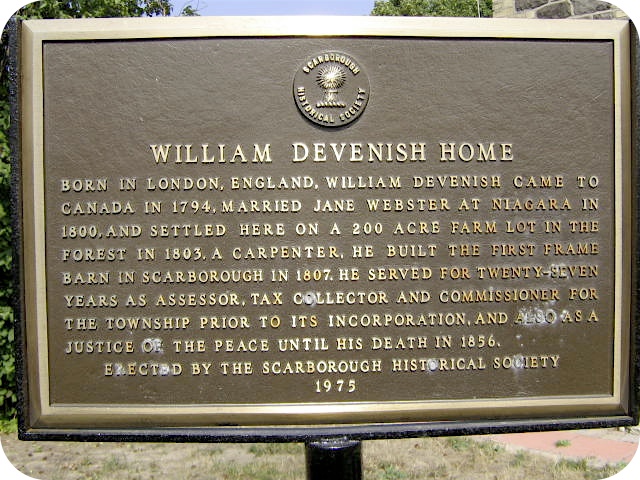 SCARBOROUGH
HISTORICAL SOCIETY
WILLIAM DEVENISH HOME
BORN IN LONDON, ENGLAND, WILLIAM DEVENISH CAME TO
CANADA IN 1794, MARRIED JANE WEBSTER AT NIAGARA IN
1800, AND SETTLED HERE ON A 200 ACRE FARM LOT IN THE
FOREST IN 1803. A CARPENTER, HE BUILT THE FIRST FRAME
BARN IN SCARBOROUGH IN 1807. HE SERVED FOR TWENTY-SEVEN
YEARS AS ASSESSOR, TAX COLLECTOR AND COMMISSIONER FOR
THE TOWNSHIP PRIOR TO ITS INCORPORATION, AND ALSO AS A
JUSTICE OF THE PEACE UNTIL HIS DEATH IN 1856.
ERECTED BY THE SCARBOROUGH HISTORICAL SOCIETY
1975